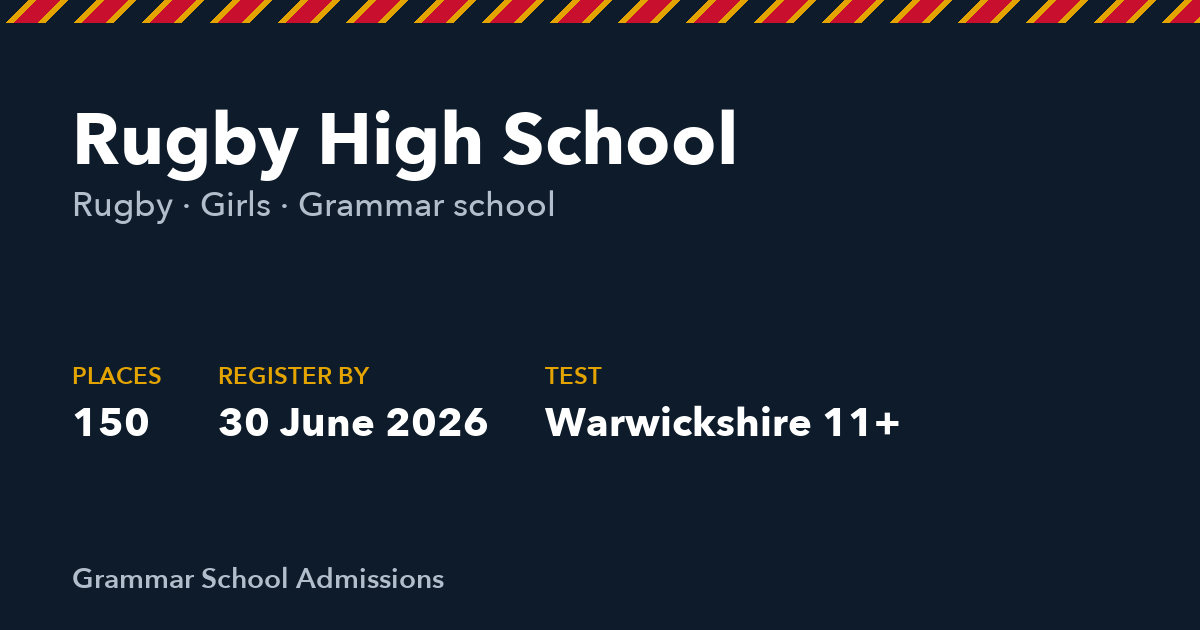 Rugby High School
Rugby · Girls · Grammar school
PLACES
150
REGISTER BY
30 June 2026
TEST
Warwickshire 11+
Grammar School Admissions